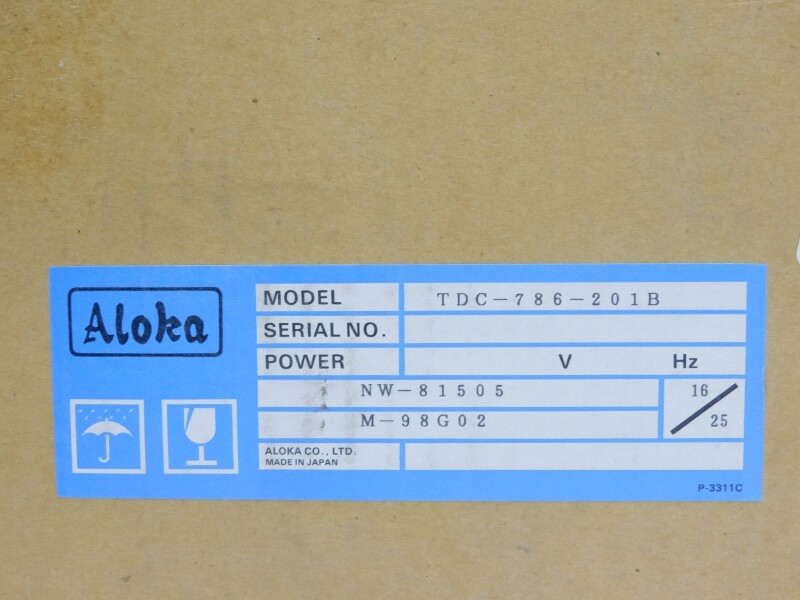 Aloka
MODEL TDC-786-201B
SERIAL NO.
POWER V Hz
NW-81505
M-98G02
16/25
ALOKA CO., LTD.
MADE IN JAPAN
P-3311C